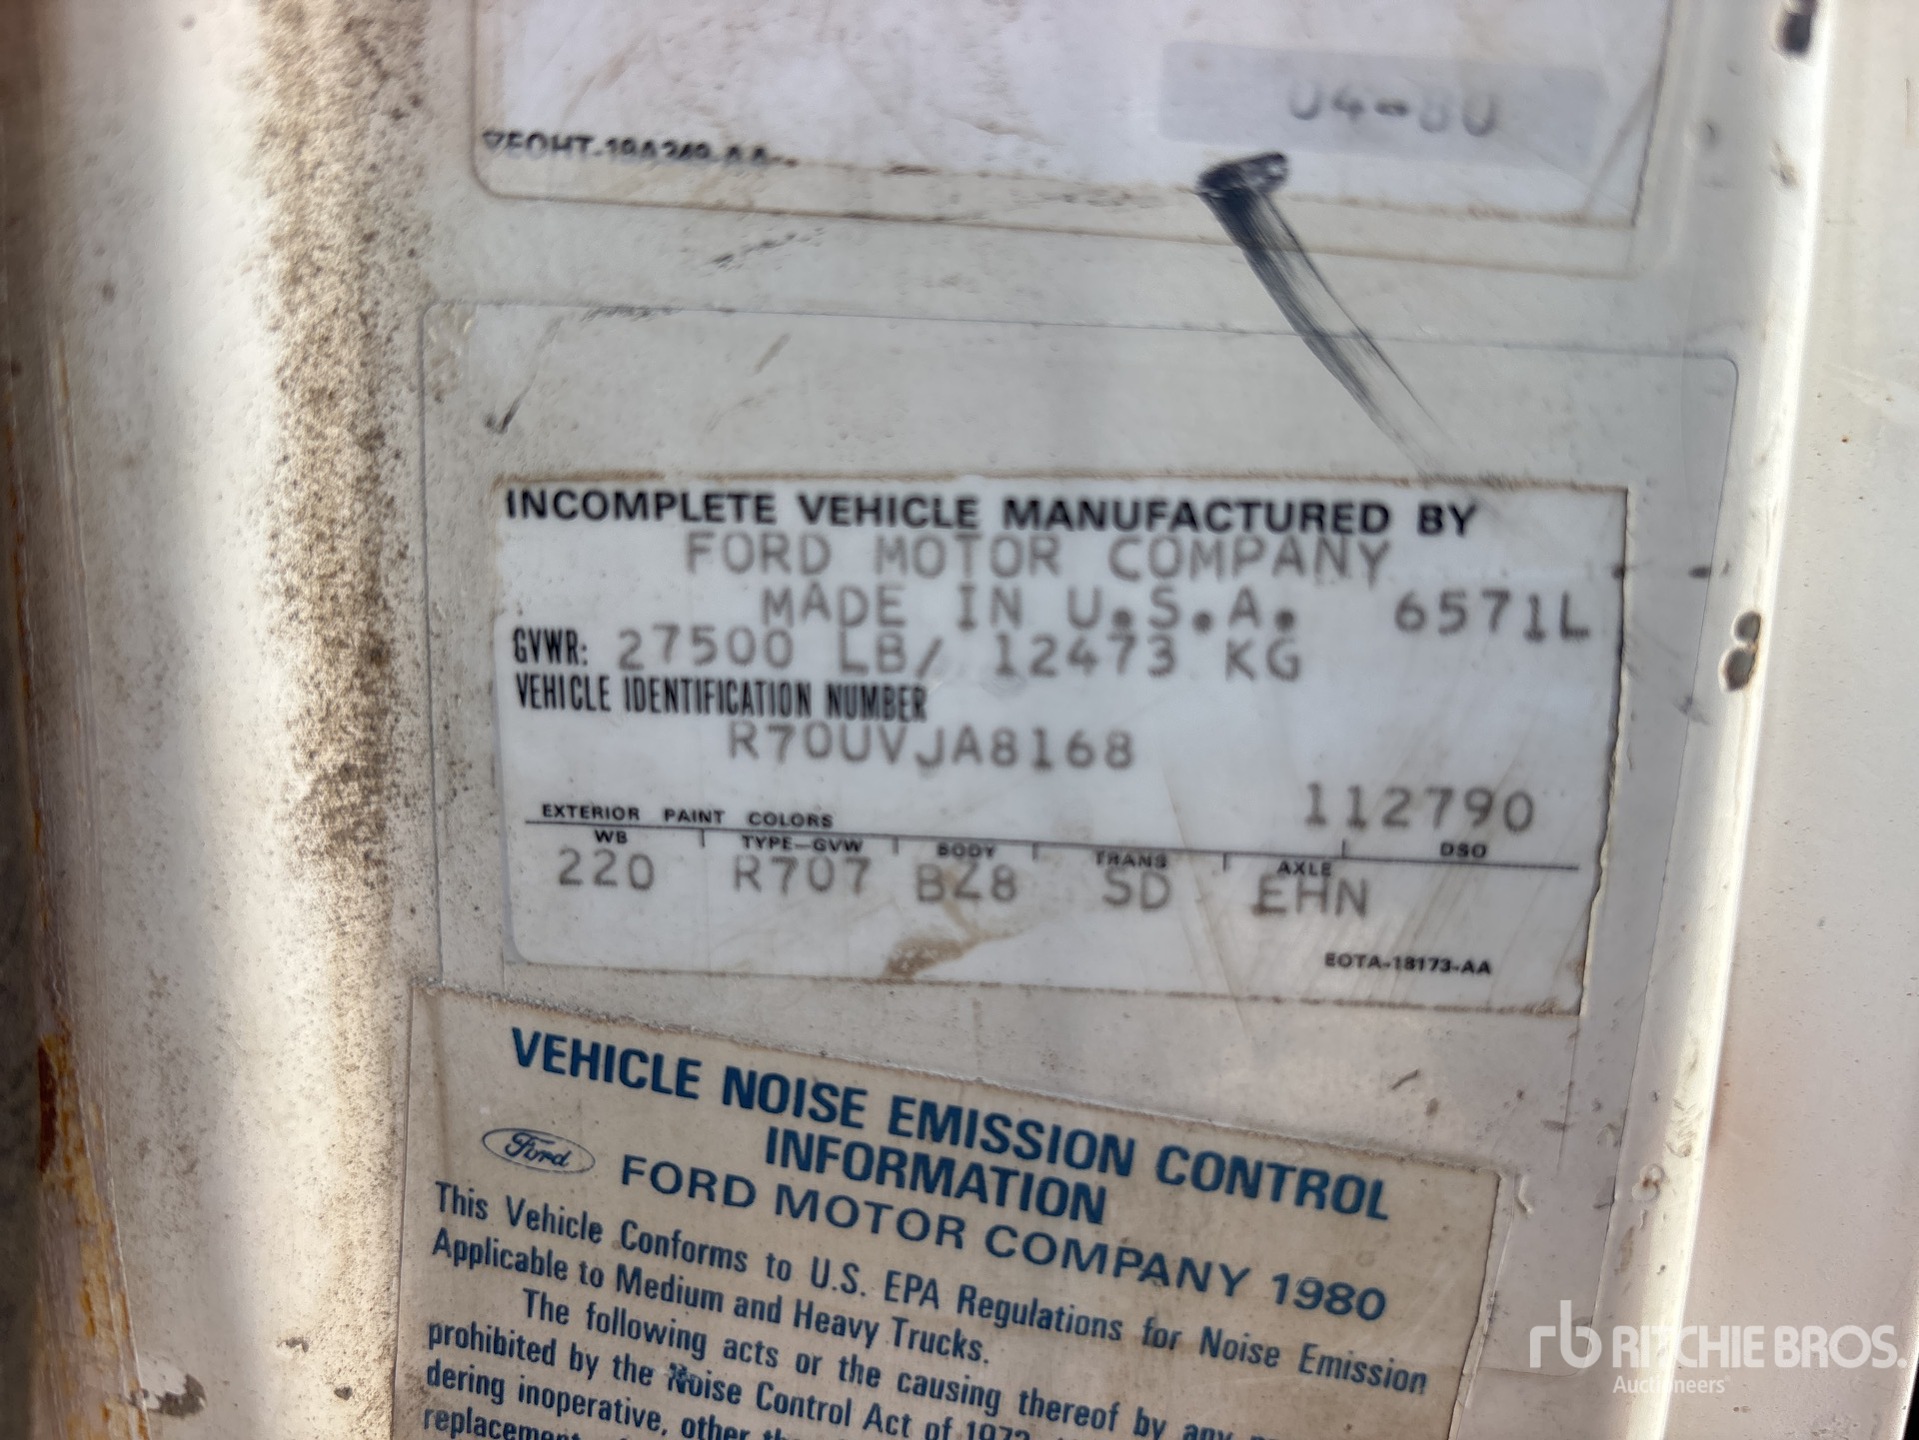 04-80
INCOMPLETE VEHICLE MANUFACTURED BY
FORD MOTOR COMPANY
MADE IN U.S.A. 6571L
GVWR: 27500 LB/ 12473 KG
VEHICLE IDENTIFICATION NUMBER
R70UVJA8168
112790
EXTERIOR PAINT COLORS
WB TYPE-GVW BODY TRANS AXLE DSO
220 R707 BZ8 SD EHN
EOTA-18173-AA
VEHICLE NOISE EMISSION CONTROL
INFORMATION
Ford FORD MOTOR COMPANY 1980
This Vehicle Conforms to U.S. EPA Regulations for Noise Emission
Applicable to Medium and Heavy Trucks.
The following acts or the causing thereof by any
prohibited by the Noise Control Act of 1972
dering inoperative, other
replacement
rb RITCHIE BROS.
Auctioneers